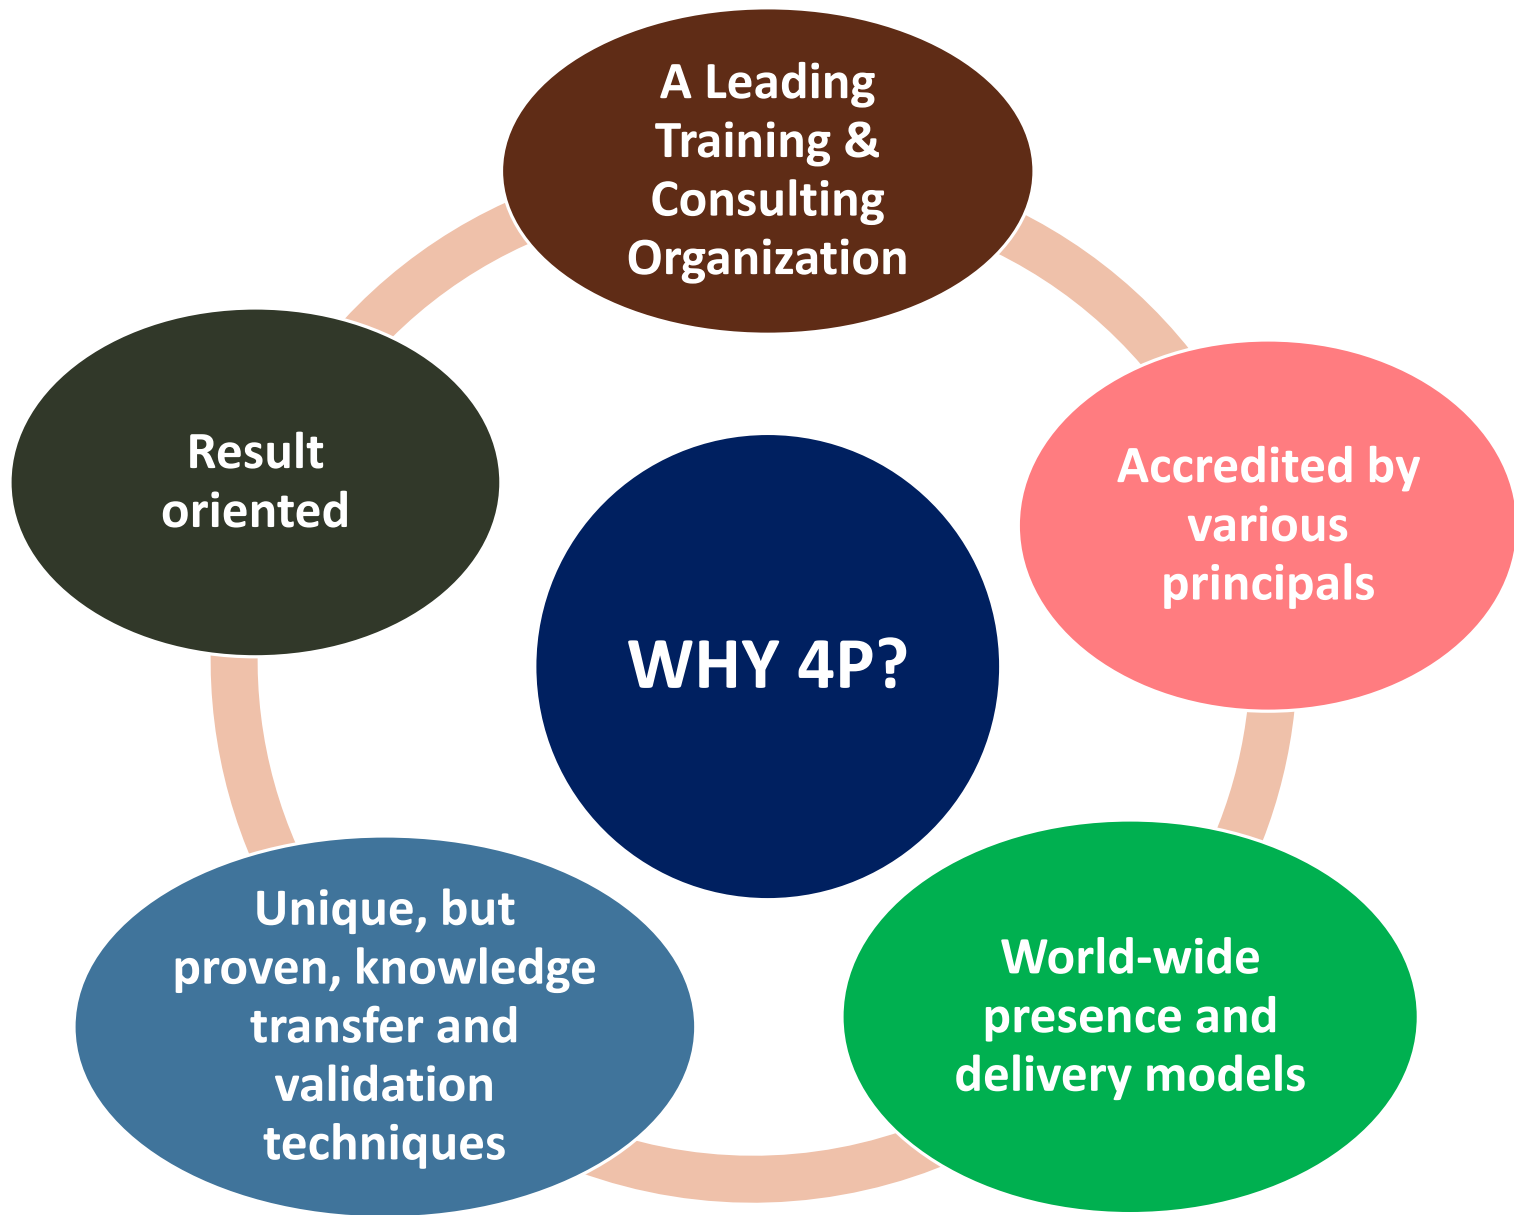 A Leading
Training &
Consulting
Organization
Accredited by
various
principals
World-wide
presence and
delivery models
Unique, but
proven, knowledge
transfer and
validation
techniques
Result
oriented
WHY 4P?